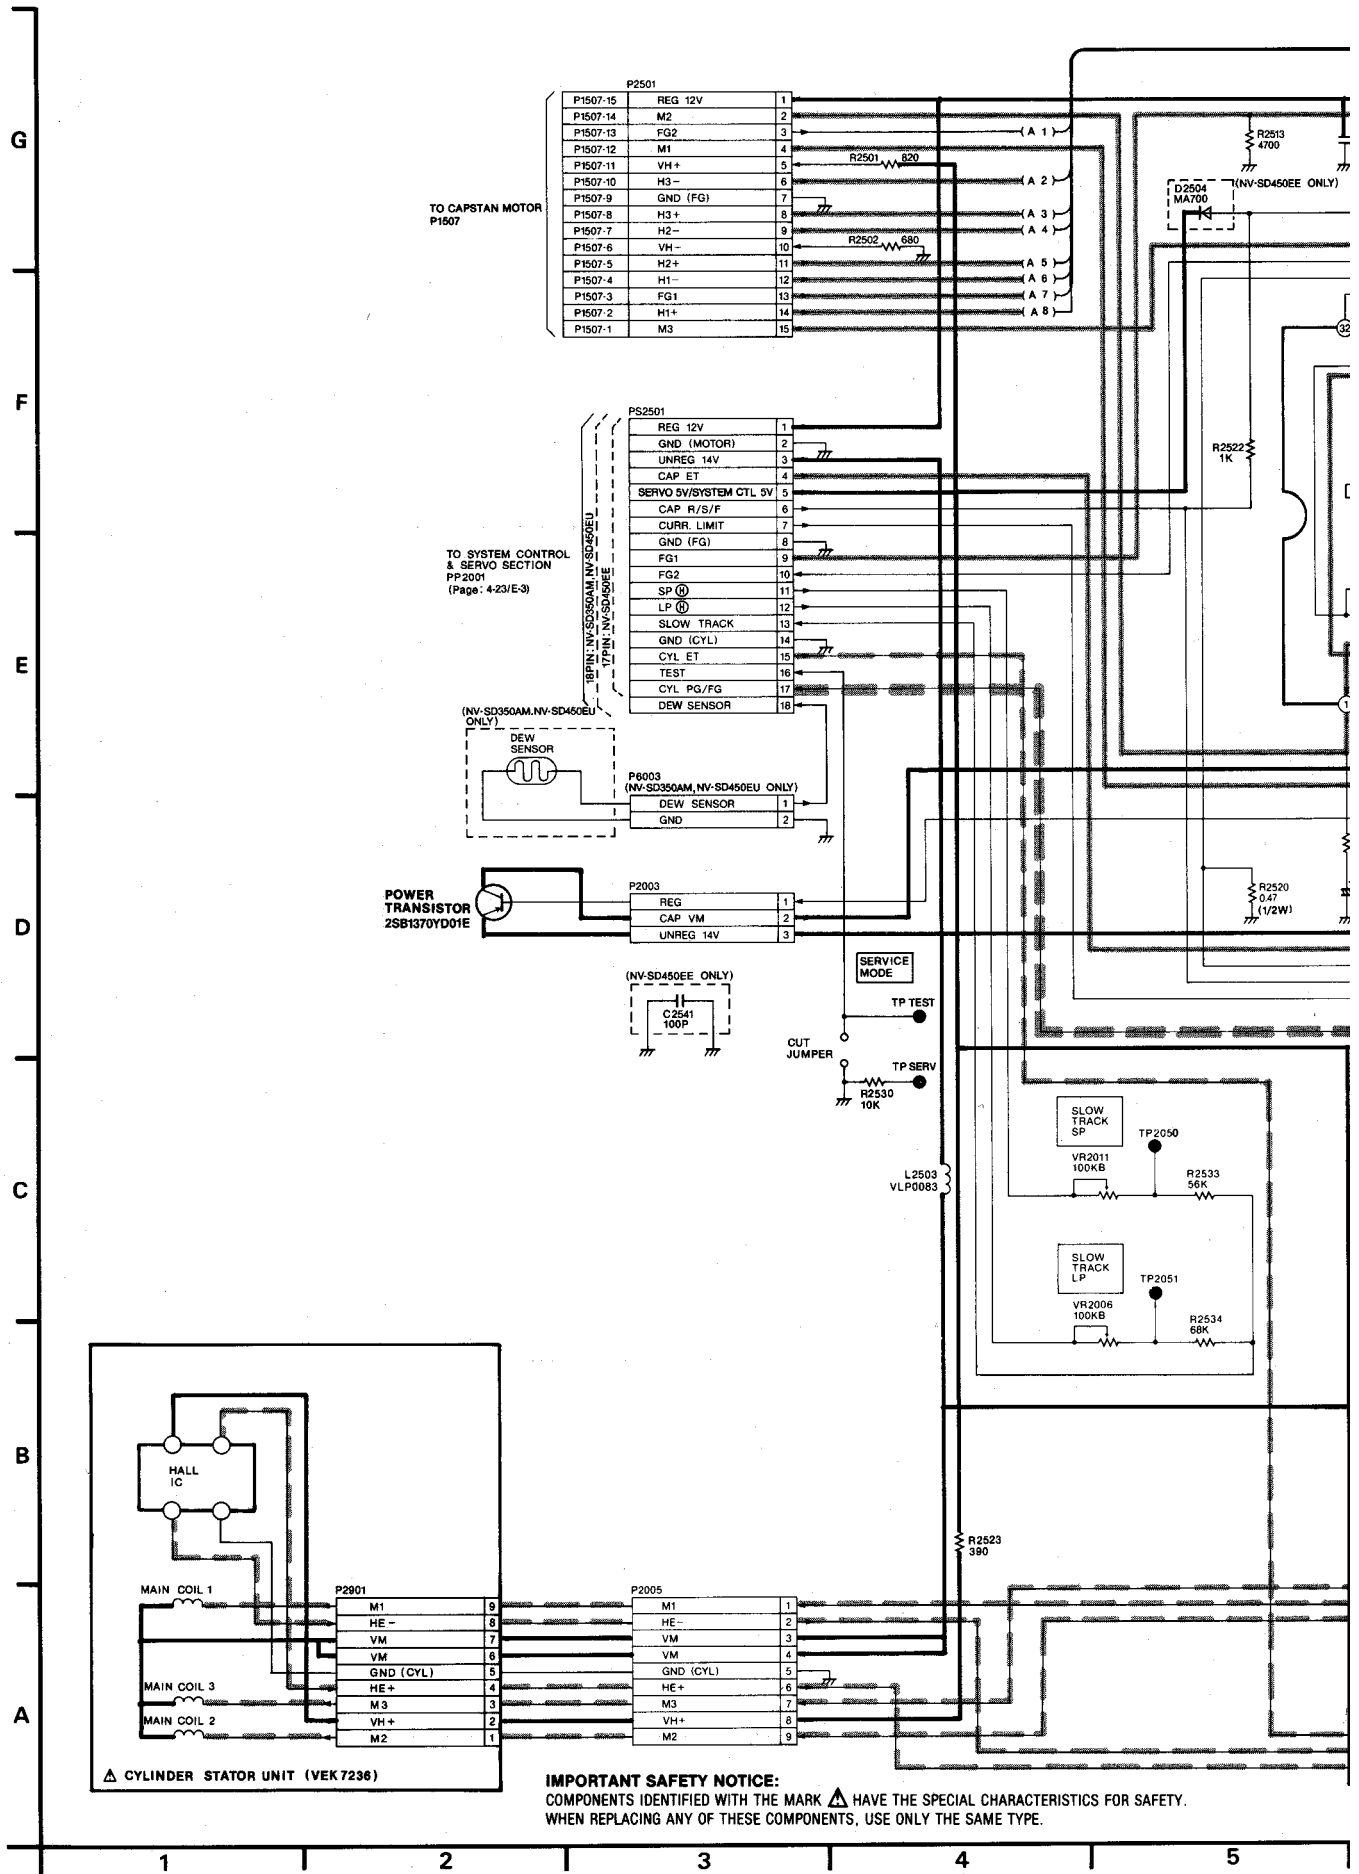 G
F
E
D
C
B
A
1
2
3
4
5
TO CAPSTAN MOTOR
P1507
P2501
P1507-15 REG 12V 1
P1507-14 M2 2
P1507-13 FG2 3
P1507-12 M1 4
P1507-11 VH+ 5
P1507-10 H3- 6
P1507-9 GND (FG) 7
P1507-8 H3+ 8
P1507-7 H2- 9
P1507-6 VH- 10
P1507-5 H2+ 11
P1507-4 H1- 12
P1507-3 FG1 13
P1507-2 H1+ 14
P1507-1 M3 15
R2501 820
R2502 680
(A 1)
(A 2)
(A 3)
(A 4)
(A 5)
(A 6)
(A 7)
(A 8)
R2513
4700
D2504
MA700
(NV-SD450EE ONLY)
32
R2522
1K
1
TO SYSTEM CONTROL
& SERVO SECTION
PP2001
(Page: 4-23/E-3)
18PIN: NV-SD350AM,NV-SD450EU
17PIN: NV-SD450EE
PS2501
REG 12V 1
GND (MOTOR) 2
UNREG 14V 3
CAP ET 4
SERVO 5V/SYSTEM CTL 5V 5
CAP R/S/F 6
CURR. LIMIT 7
GND (FG) 8
FG1 9
FG2 10
SP Ⓗ 11
LP Ⓗ 12
SLOW TRACK 13
GND (CYL) 14
CYL ET 15
TEST 16
CYL PG/FG 17
DEW SENSOR 18
(NV-SD350AM.NV-SD450EU
ONLY)
DEW
SENSOR
P6003
(NV-SD350AM, NV-SD450EU ONLY)
DEW SENSOR 1
GND 2
POWER
TRANSISTOR
2SB1370YD01E
P2003
REG 1
CAP VM 2
UNREG 14V 3
R2520
0.47
(1/2W)
(NV-SD450EE ONLY)
C2541
100P
SERVICE
MODE
TP TEST
CUT
JUMPER
TP SERV
R2530
10K
L2503
VLP0083
SLOW
TRACK
SP
TP2050
VR2011
100KB
R2533
56K
SLOW
TRACK
LP
TP2051
VR2006
100KB
R2534
68K
HALL
IC
R2523
390
MAIN COIL 1
MAIN COIL 3
MAIN COIL 2
P2901
M1 9
HE- 8
VM 7
VM 6
GND (CYL) 5
HE+ 4
M3 3
VH+ 2
M2 1
P2005
M1 1
HE- 2
VM 3
VM 4
GND (CYL) 5
HE+ 6
M3 7
VH+ 8
M2 9
⚠ CYLINDER STATOR UNIT (VEK7236)
IMPORTANT SAFETY NOTICE:
COMPONENTS IDENTIFIED WITH THE MARK ⚠ HAVE THE SPECIAL CHARACTERISTICS FOR SAFETY.
WHEN REPLACING ANY OF THESE COMPONENTS, USE ONLY THE SAME TYPE.